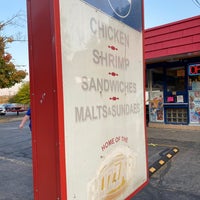 CHICKEN
SHRIMP
SANDWICHES
MALTS & SUNDAES
HOME OF THE